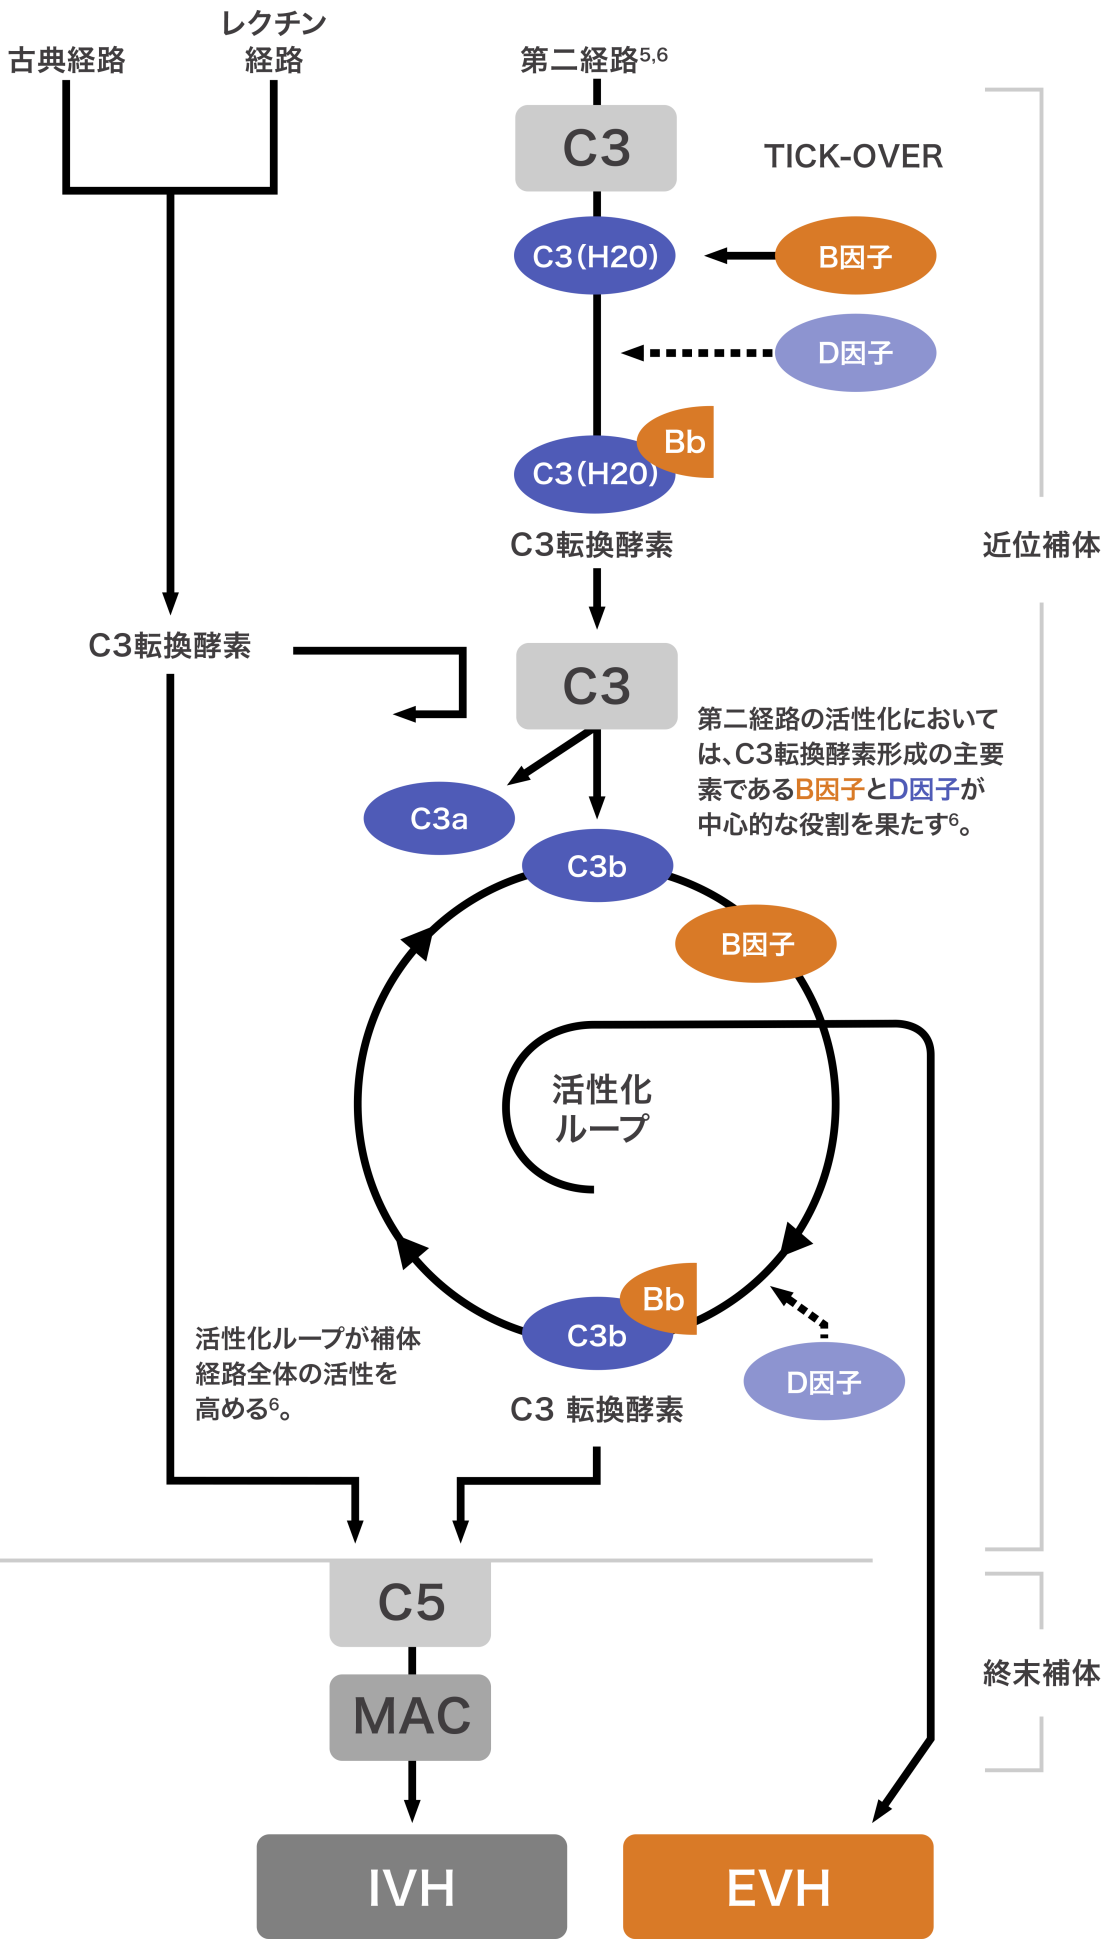 レクチン
古典経路
経路
第二経路5,6
C3
TICK-OVER
C3(H20)
B因子
D因子
Bb
C3(H20)
C3転換酵素
近位補体
C3転換酵素
C3
第二経路の活性化においては、C3転換酵素形成の主要
素であるB因子とD因子が
中心的な役割を果たす6。
C3a
C3b
B因子
活性化
ループ
Bb
C3b
D因子
活性化ループが補体
経路全体の活性を
高める6。
C3 転換酵素
C5
終末補体
MAC
IVH
EVH